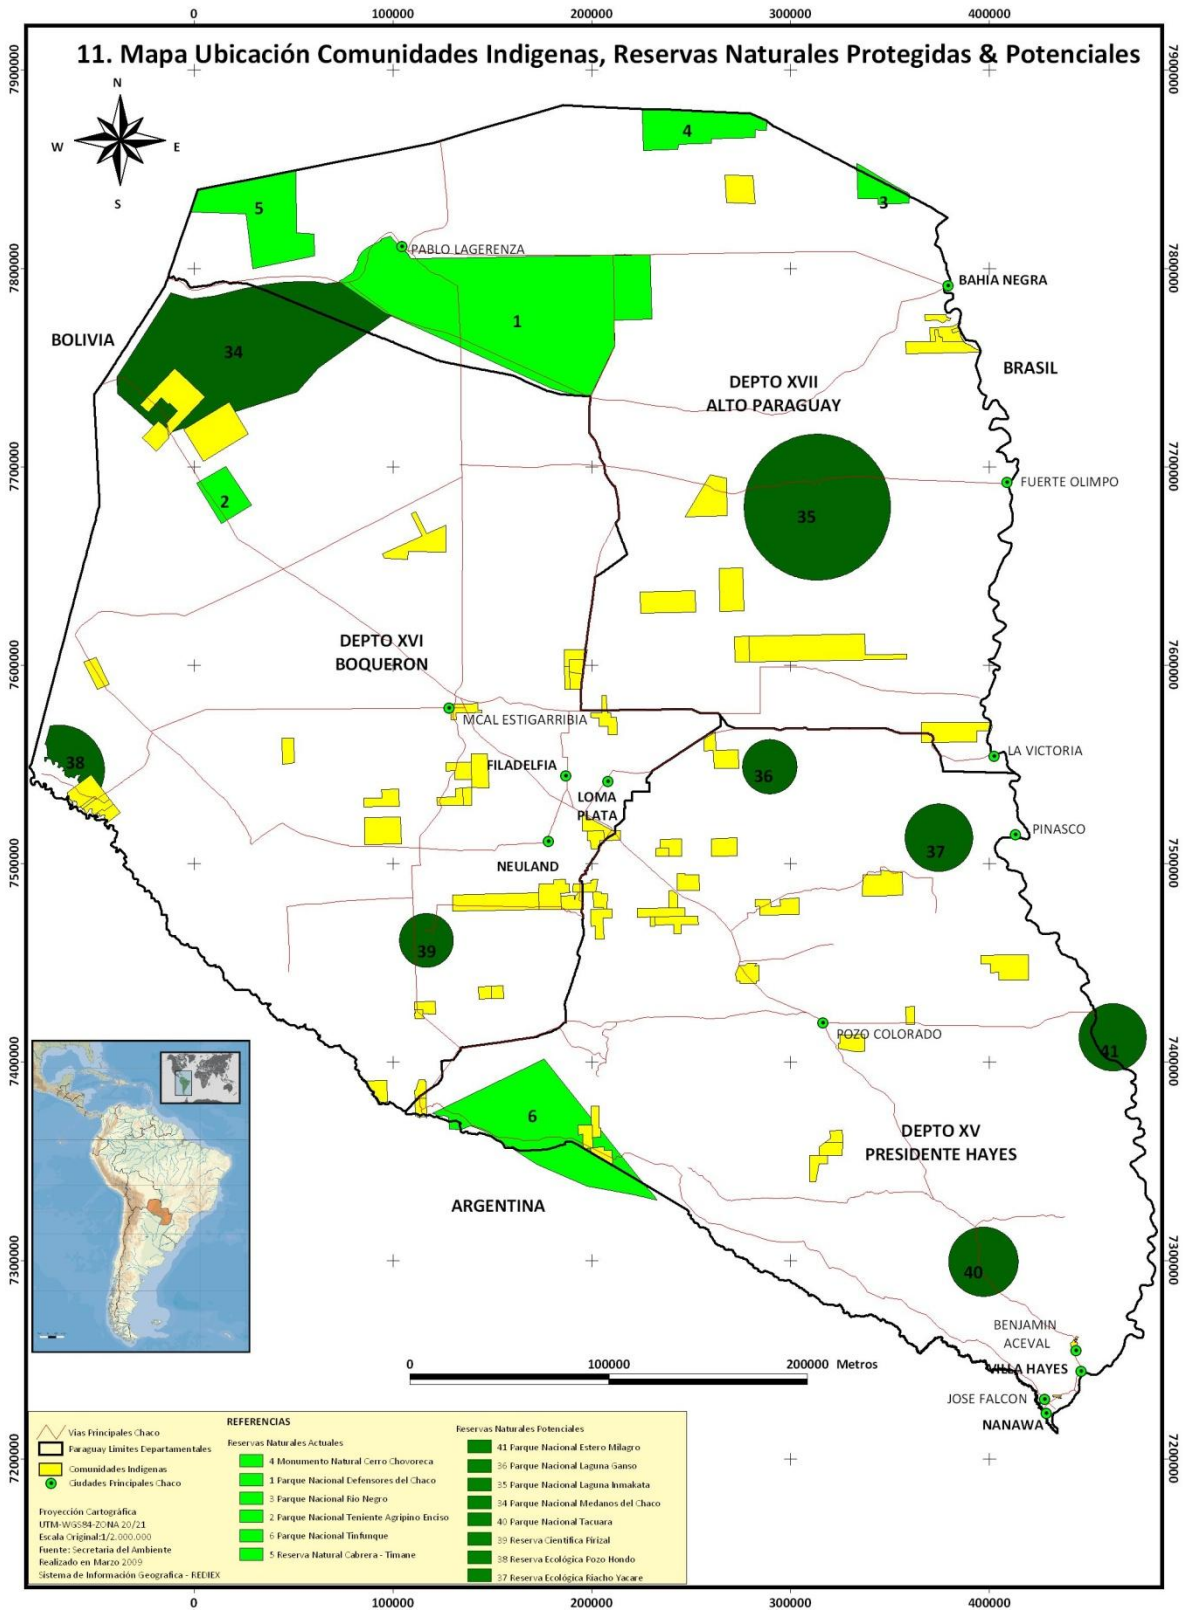 0 100000 200000 300000 400000
11. Mapa Ubicación Comunidades Indigenas, Reservas Naturales Protegidas & Potenciales
7900000 7900000
N
W E
S
4
5
3
PABLO LAGERENZA
7800000 7800000
BAHIA NEGRA
1
BOLIVIA
34
BRASIL
DEPTO XVII
ALTO PARAGUAY
7700000 7700000
FUERTE OLIMPO
2
35
DEPTO XVI
BOQUERON
7600000 7600000
MCAL ESTIGARRIBIA
LA VICTORIA
38
FILADELFIA
36
LOMA
PLATA
PINASCO
37
NEULAND
7500000 7500000
39
POZO COLORADO
41
7400000 7400000
6
DEPTO XV
PRESIDENTE HAYES
ARGENTINA
7300000 7300000
40
BENJAMIN
ACEVAL
0 100000 200000 Metros
VILLA HAYES
JOSE FALCON
NANAWA
7200000 7200000
REFERENCIAS
Vias Principales Chaco
Paraguay Limites Departamentales
Comunidades Indigenas
Ciudades Principales Chaco
Proyección Cartográfica
UTM-WGS84-ZONA 20/21
Escala Original:1/2.000.000
Fuente: Secretaria del Ambiente
Realizado en Marzo 2009
Sistema de Información Geografica - REDIEX
Reservas Naturales Actuales
4 Monumento Natural Cerro Chovoreca
1 Parque Nacional Defensores del Chaco
3 Parque Nacional Rio Negro
2 Parque Nacional Teniente Agripino Enciso
6 Parque Nacional Tinfunque
5 Reserva Natural Cabrera - Timane
Reservas Naturales Potenciales
41 Parque Nacional Estero Milagro
36 Parque Nacional Laguna Ganso
35 Parque Nacional Laguna Inmakata
34 Parque Nacional Medanos del Chaco
40 Parque Nacional Tacuara
39 Reserva Cientifica Pirizal
38 Reserva Ecológica Pozo Hondo
37 Reserva Ecológica Riacho Yacare
0 100000 200000 300000 400000